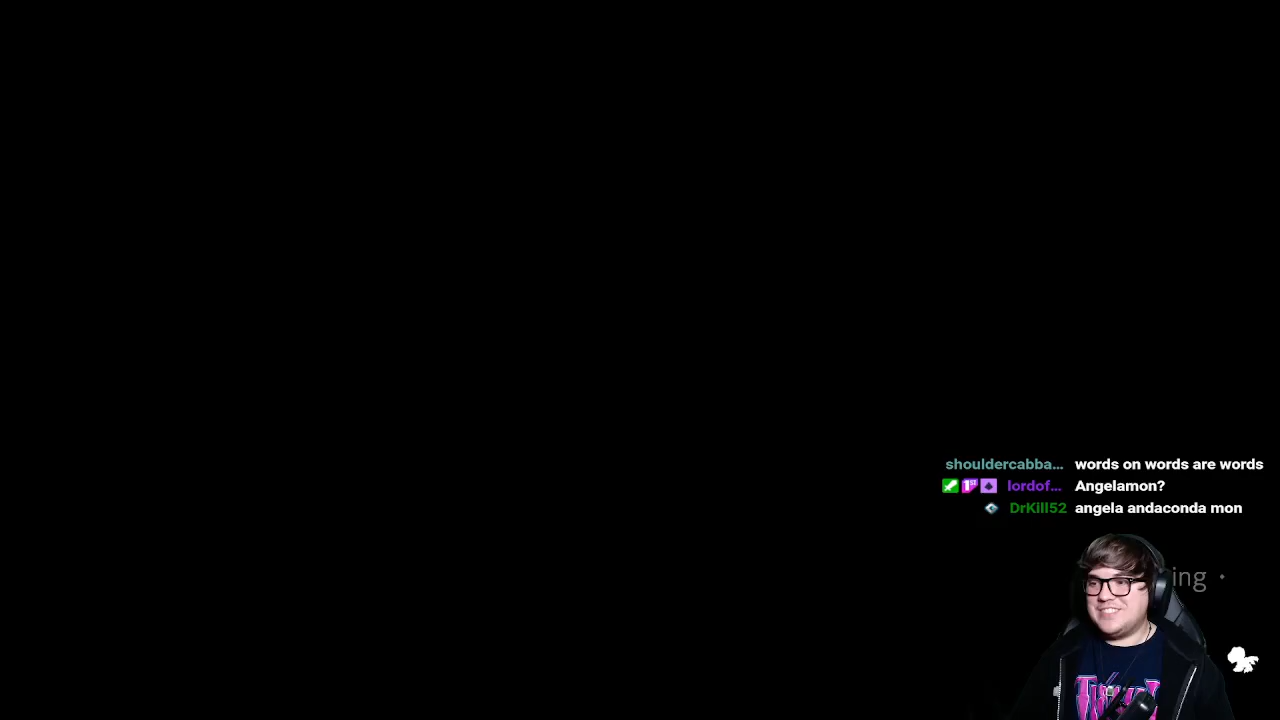 shouldercabba... words on words are words
lordof... Angelamon?
DrKill52 angela andaconda mon
ing